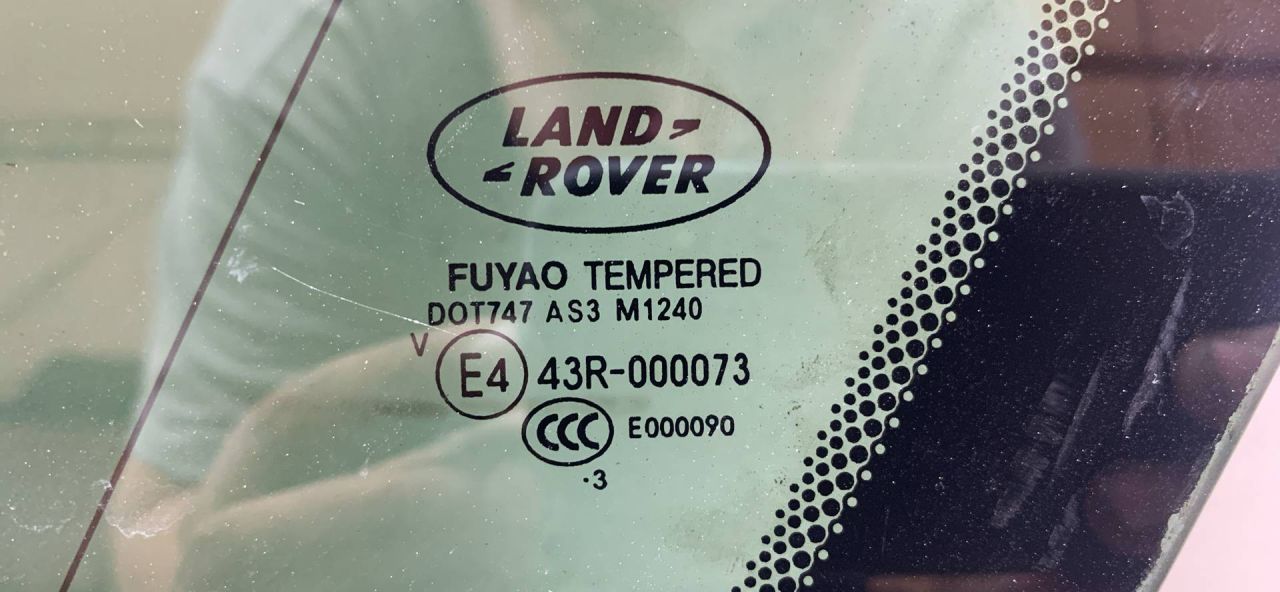 LAND
ROVER
FUYAO TEMPERED
DOT747 AS3 M1240
V
E4 43R-000073
CCC E000090
·3